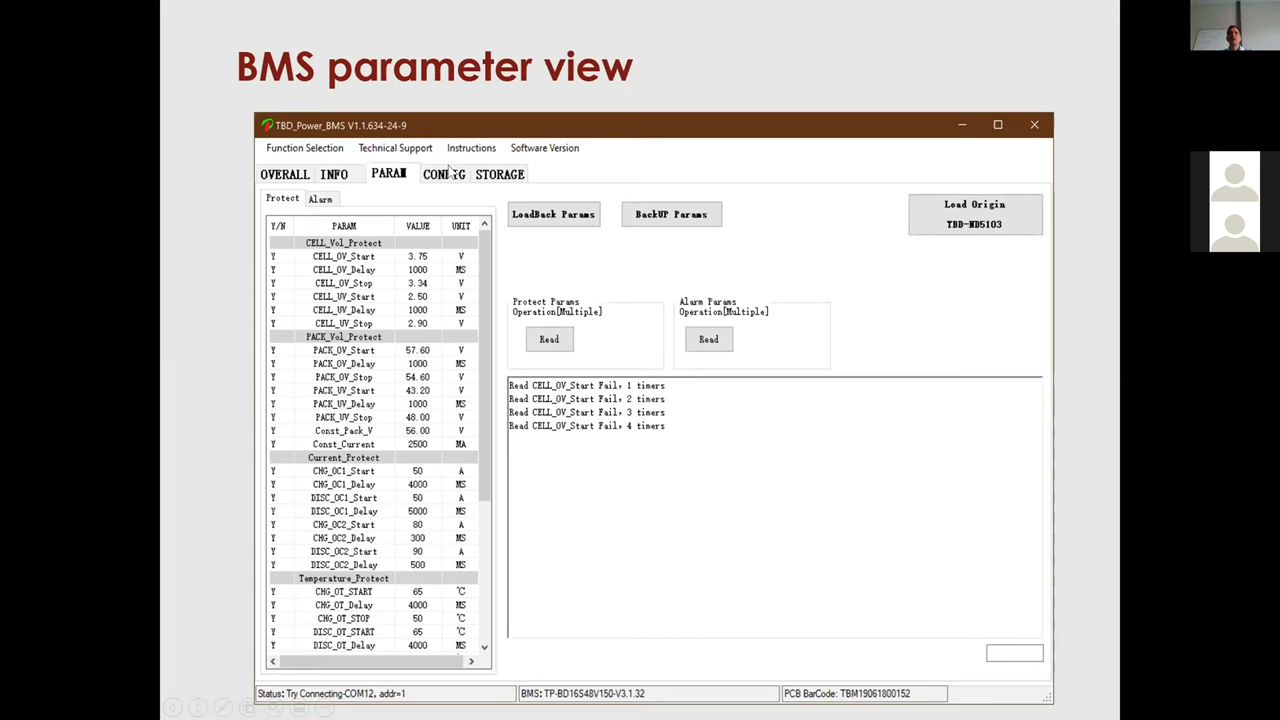 BMS parameter view
TBD_Power_BMS V1.1.634-24-9
Function Selection Technical Support Instructions Software Version
OVERALL INFO PARAM CONFIG STORAGE
Protect Alarm
LoadBack Params BackUP Params
Load Origin
TBD-WD5103
Y/N PARAM VALUE UNIT
CELL_Vol_Protect
Y CELL_OV_Start 3.75 V
Y CELL_OV_Delay 1000 MS
Y CELL_OV_Stop 3.34 V
Y CELL_UV_Start 2.50 V
Y CELL_UV_Delay 1000 MS
Y CELL_UV_Stop 2.90 V
PACK_Vol_Protect
Y PACK_OV_Start 57.60 V
Y PACK_OV_Delay 1000 MS
Y PACK_OV_Stop 54.60 V
Y PACK_UV_Start 43.20 V
Y PACK_UV_Delay 1000 MS
Y PACK_UV_Stop 48.00 V
Y Const_Pack_V 56.00 V
Y Const_Current 2500 MA
Current_Protect
Y CHG_OC1_Start 50 A
Y CHG_OC1_Delay 4000 MS
Y DISC_OC1_Start 50 A
Y DISC_OC1_Delay 5000 MS
Y CHG_OC2_Start 80 A
Y CHG_OC2_Delay 300 MS
Y DISC_OC2_Start 90 A
Y DISC_OC2_Delay 500 MS
Temperature_Protect
Y CHG_OT_START 65 ℃
Y CHG_OT_Delay 4000 MS
Y CHG_OT_STOP 50 ℃
Y DISC_OT_START 65 ℃
Y DISC_OT_Delay 4000 MS
Protect Params
Operation[Multiple]
Read
Alarm Params
Operation[Multiple]
Read
Read CELL_OV_Start Fail, 1 timers
Read CELL_OV_Start Fail, 2 timers
Read CELL_OV_Start Fail, 3 timers
Read CELL_OV_Start Fail, 4 timers
Status: Try Connecting-COM12, addr=1
BMS: TP-BD16S48V150-V3.1.32
PCB BarCode: TBM19061800152